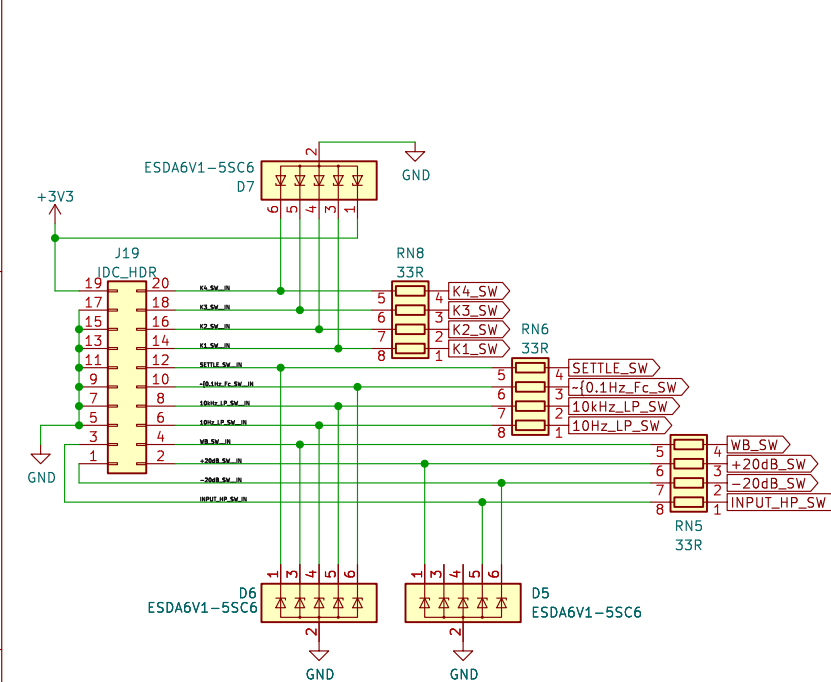 2
ESDA6V1-5SC6
D7
GND
6 5 4 3 1
+3V3
J19
IDC_HDR
RN8
33R
19 20 K4_SW_IN 5 4 K4_SW
17 18 K3_SW_IN 6 3 K3_SW
15 16 K2_SW_IN 7 2 K2_SW
13 14 K1_SW_IN 8 1 K1_SW
RN6
33R
11 12 SETTLE_SW_IN 5 4 SETTLE_SW
9 10 ~{0.1Hz_Fc_SW_IN 6 3 ~{0.1Hz_Fc_SW
7 8 10kHz_LP_SW_IN 7 2 10kHz_LP_SW
5 6 10Hz_LP_SW_IN 8 1 10Hz_LP_SW
3 4 WB_SW_IN 5 4 WB_SW
1 2 +20dB_SW_IN 6 3 +20dB_SW
-20dB_SW_IN 7 2 -20dB_SW
INPUT_HP_SW_IN 8 1 INPUT_HP_SW
GND
RN5
33R
1 3 4 5 6
D6
ESDA6V1-5SC6
2
GND
1 3 4 5 6
D5
ESDA6V1-5SC6
2
GND